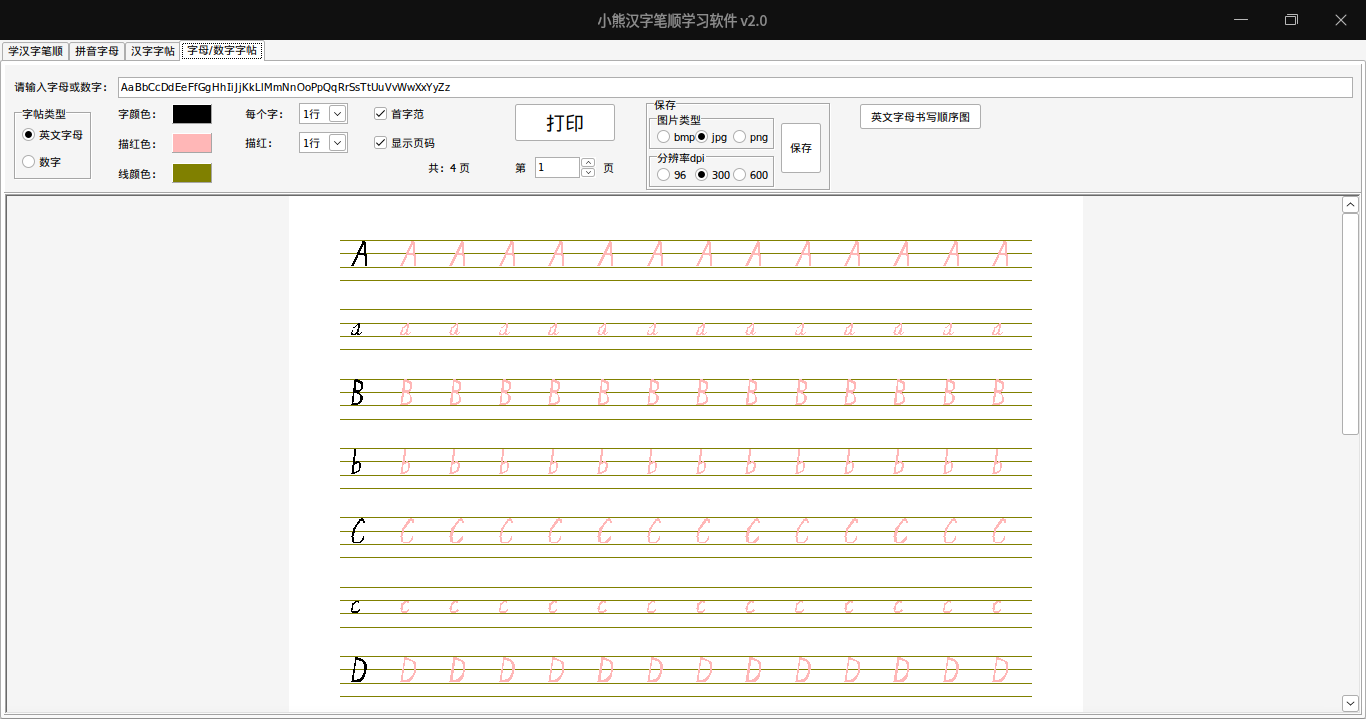 小熊汉字笔顺学习软件 v2.0
学汉字笔顺 拼音字母 汉字字帖 字母/数字字帖
请输入字母或数字: AaBbCcDdEeFfGgHhIiJjKkLlMmNnOoPpQqRrSsTtUuVvWwXxYyZz
字帖类型
英文字母
数字
字颜色:
描红色:
线颜色:
每个字: 1行
描红: 1行
首字范
显示页码
共: 4 页
打印
第 1 页
保存
图片类型
bmp jpg png
分辨率dpi
96 300 600
保存
英文字母书写顺序图
A A A A A A A A A A A A A A
a a a a a a a a a a a a a a
B B B B B B B B B B B B B B
b b b b b b b b b b b b b b
C C C C C C C C C C C C C C
c c c c c c c c c c c c c c
D D D D D D D D D D D D D D